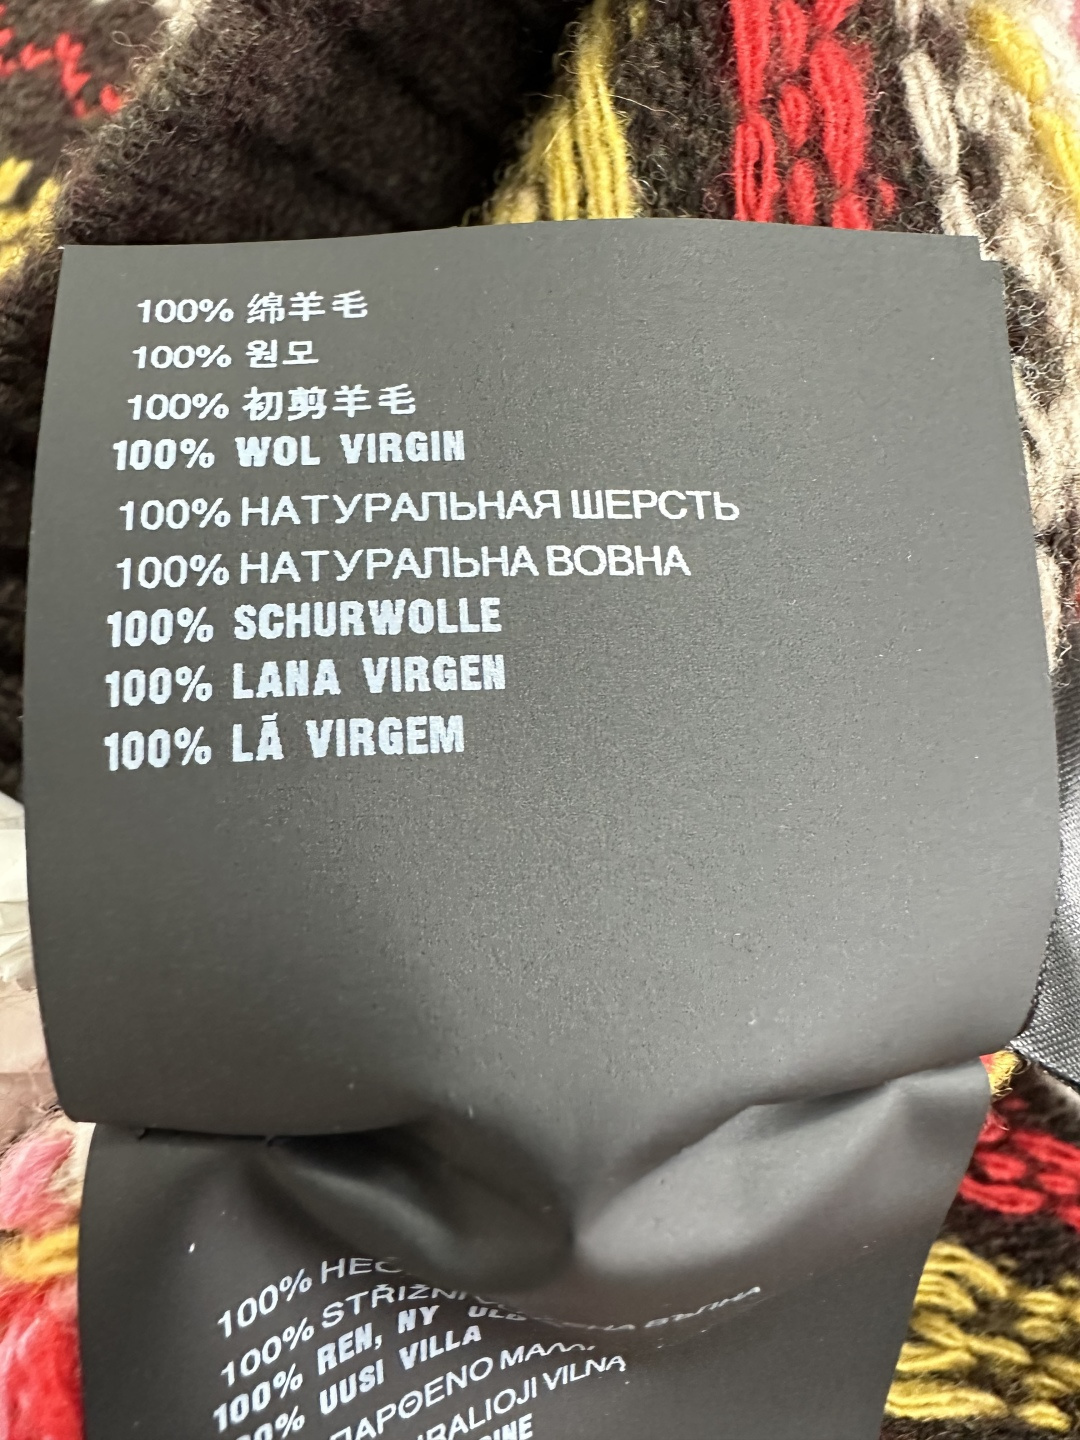 100% 绵羊毛
100% 원모
100% 初剪羊毛
100% WOL VIRGIN
100% НАТУРАЛЬНАЯ ШЕРСТЬ
100% НАТУРАЛЬНА ВОВНА
100% SCHURWOLLE
100% LANA VIRGEN
100% LÃ VIRGEM
100%
100%
100% REN, NY
100% UUSI VILLA
VILNĄ